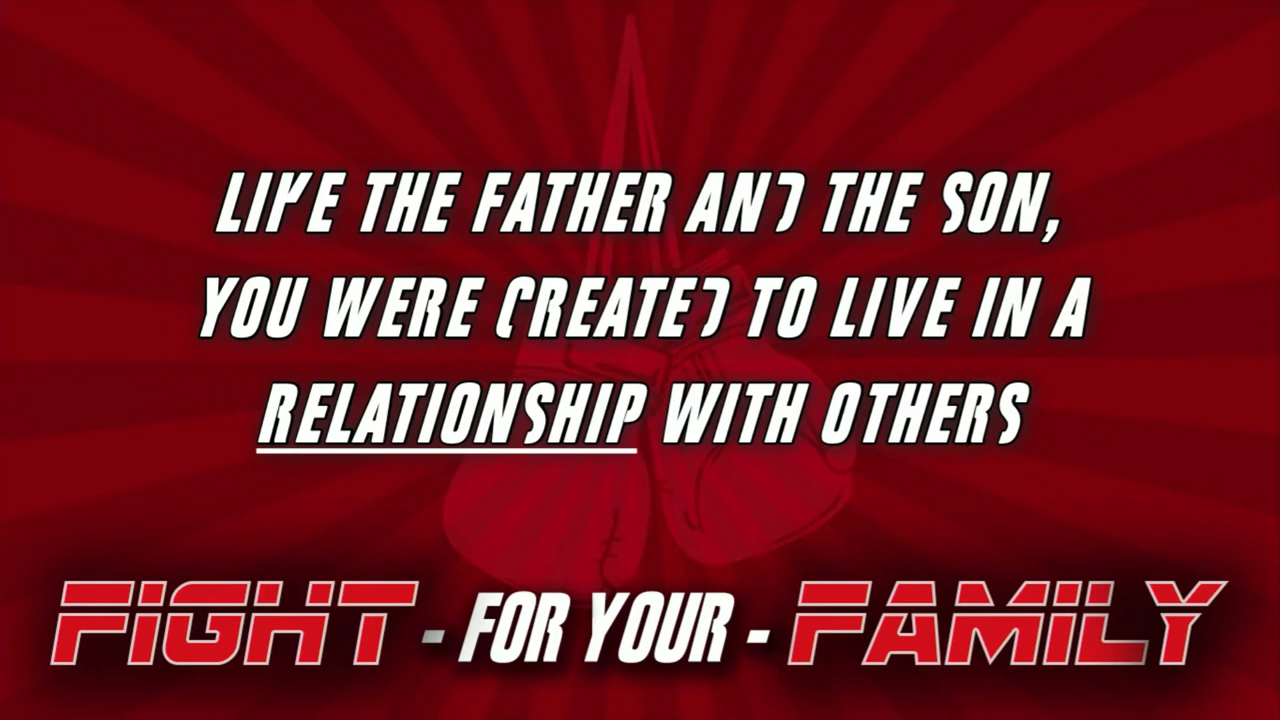 LIKE THE FATHER AND THE SON,
YOU WERE CREATED TO LIVE IN A
RELATIONSHIP WITH OTHERS
FIGHT - FOR YOUR - FAMILY